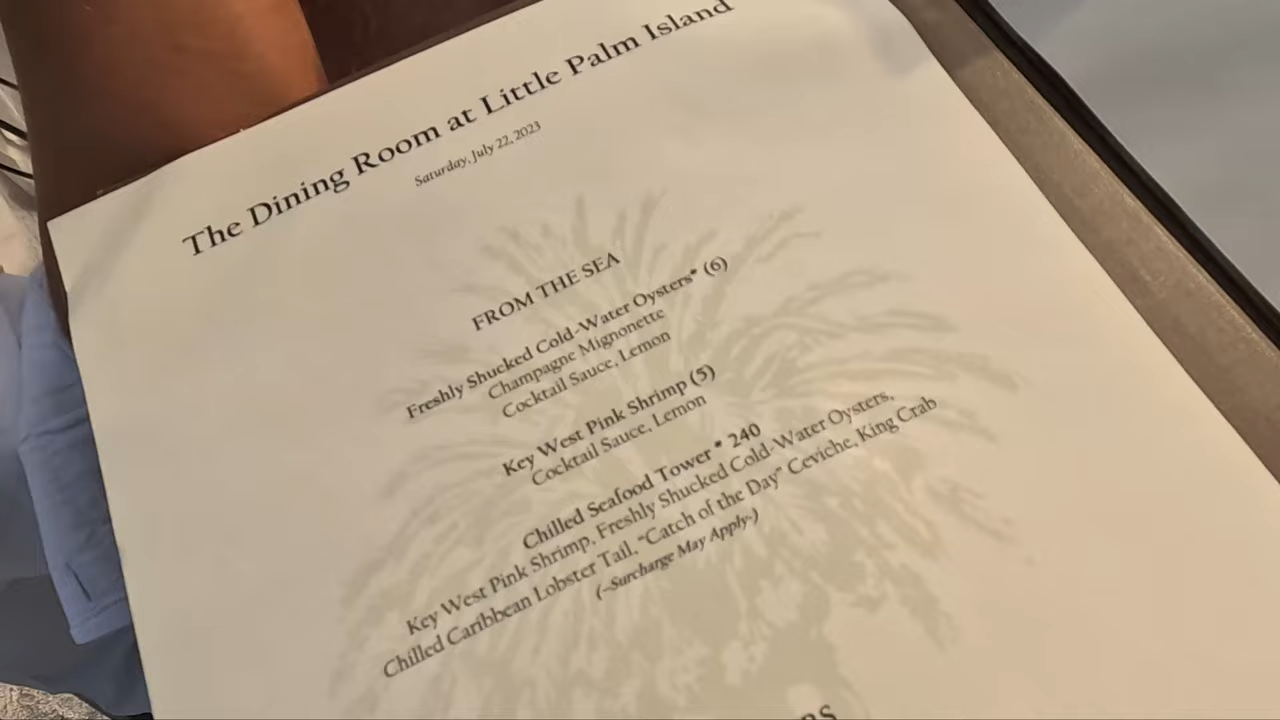 The Dining Room at Little Palm Island
Saturday, July 22, 2023
FROM THE SEA
Freshly Shucked Cold-Water Oysters* (6)
Champagne Mignonette
Cocktail Sauce, Lemon
Key West Pink Shrimp (5)
Cocktail Sauce, Lemon
Chilled Seafood Tower * 240
Key West Pink Shrimp, Freshly Shucked Cold-Water Oysters,
Chilled Caribbean Lobster Tail, "Catch of the Day" Ceviche, King Crab
(~Surcharge May Apply~)